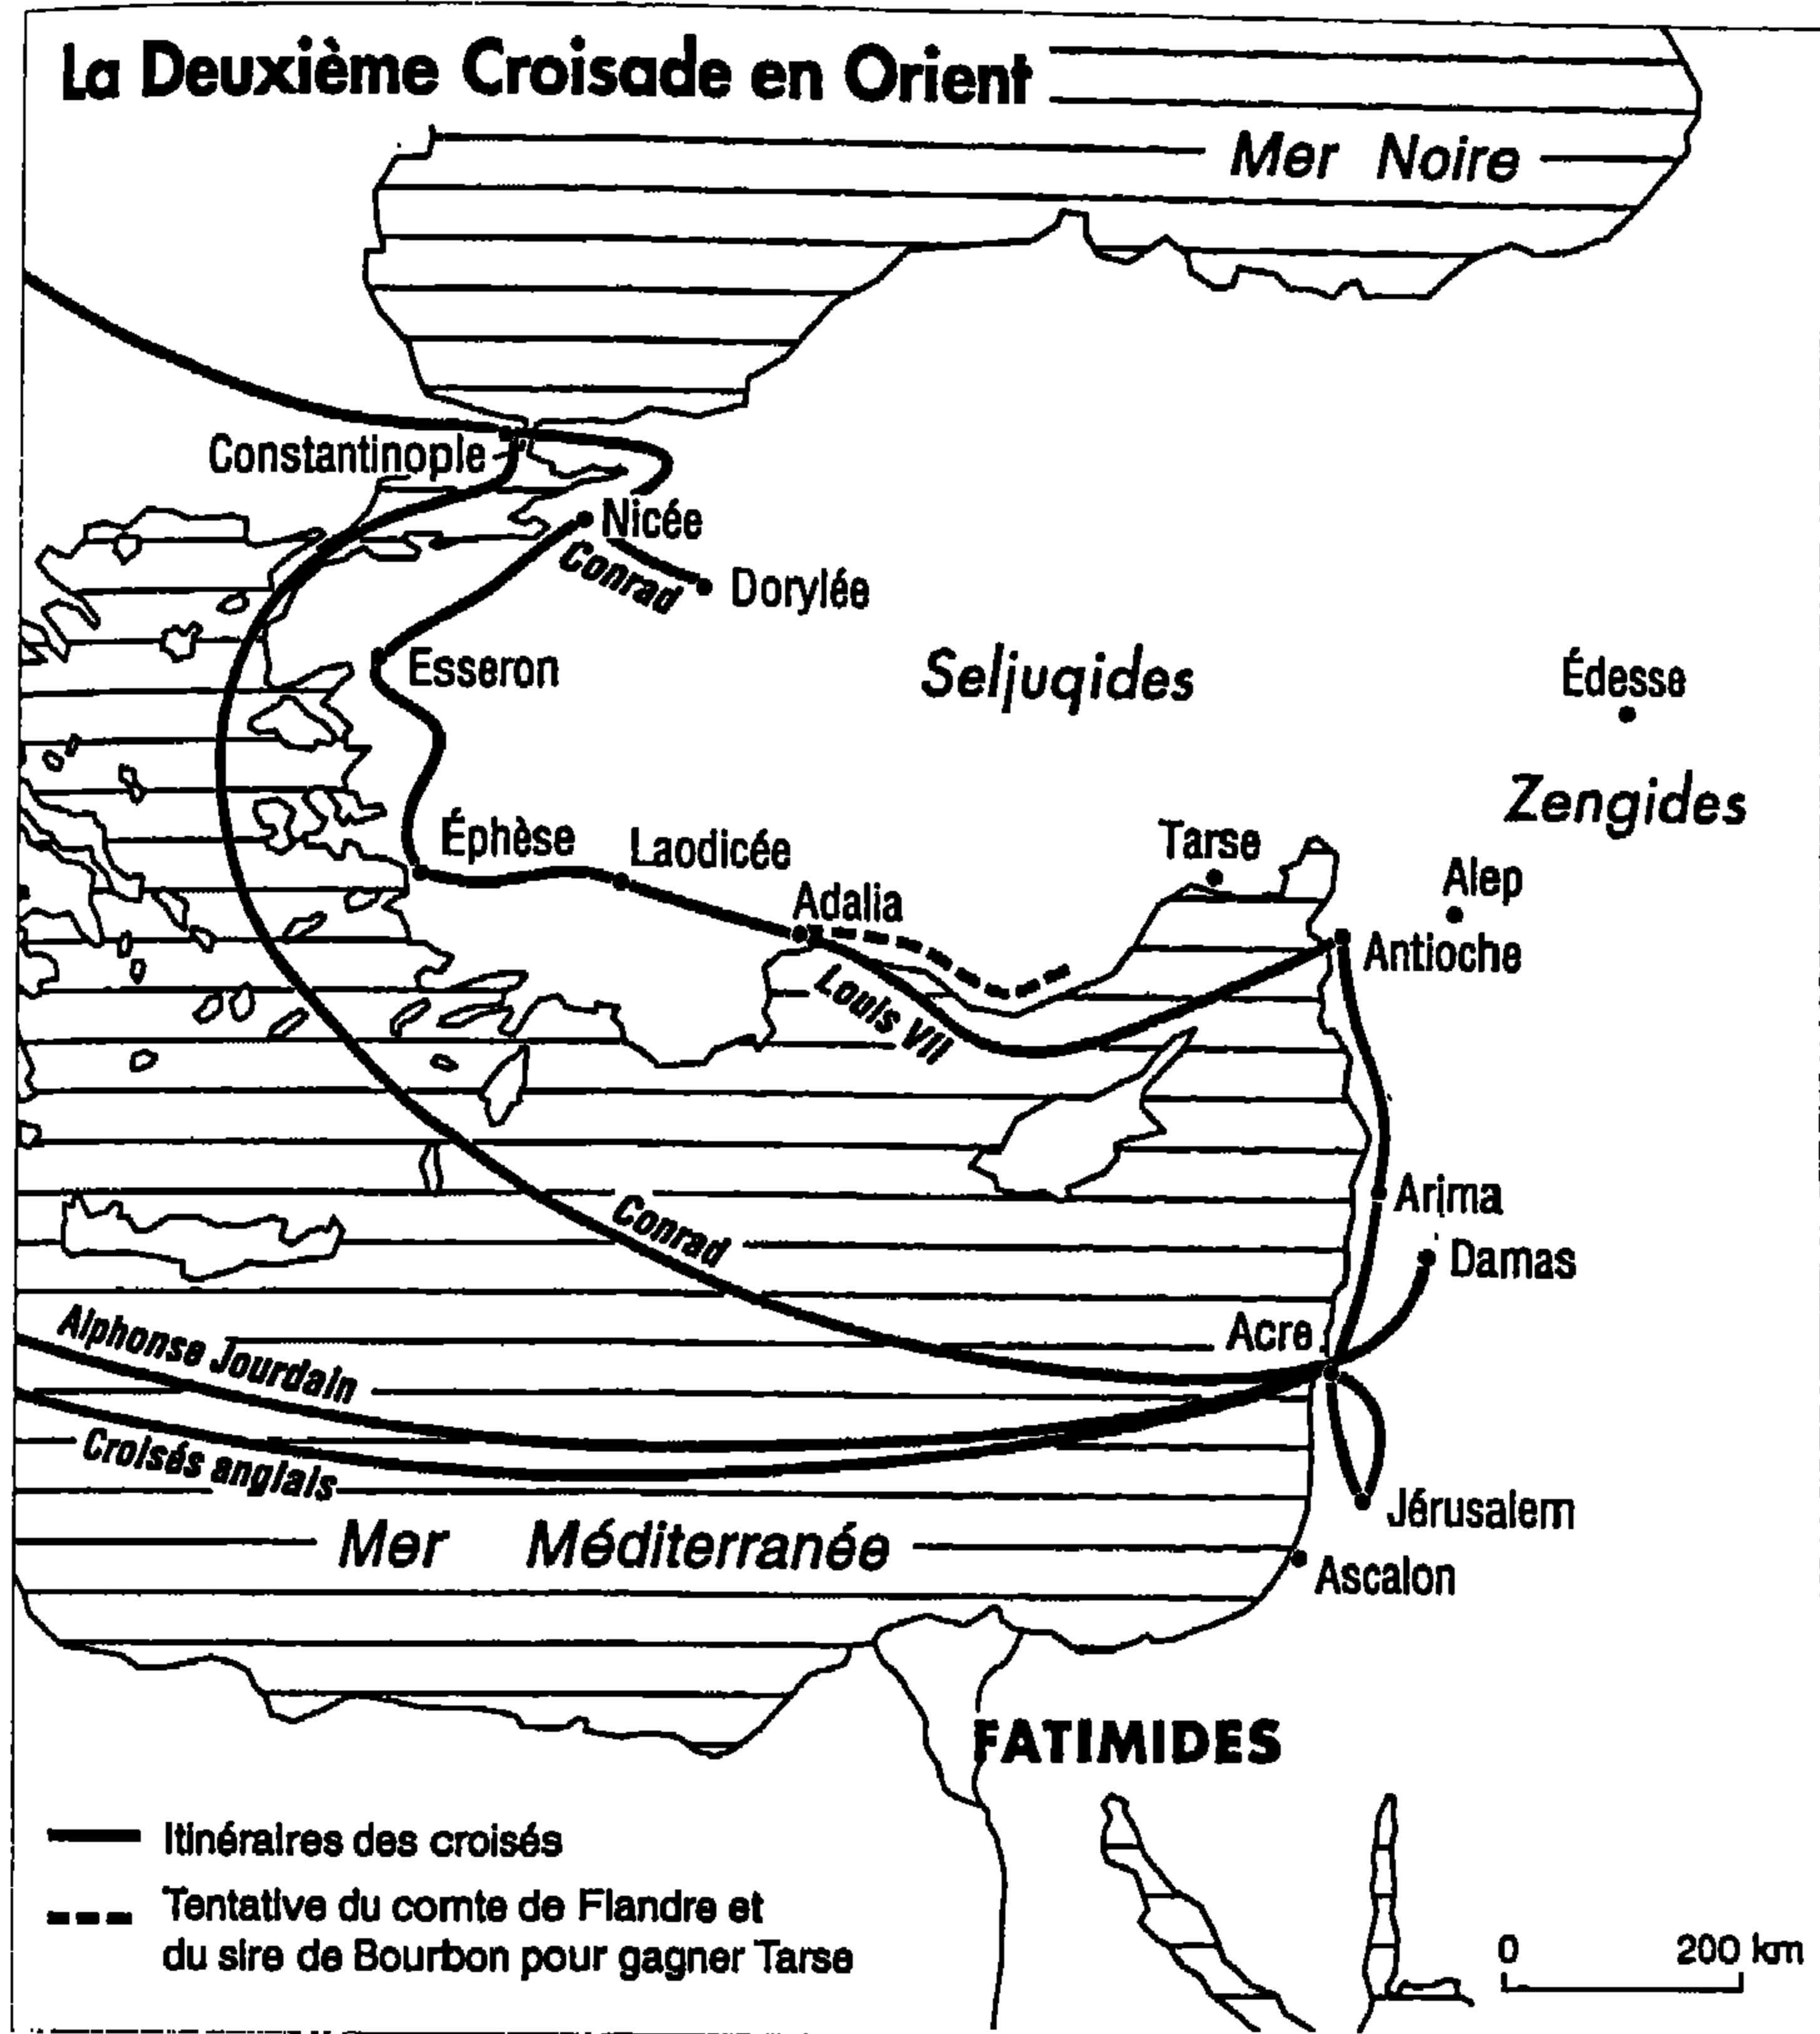 La Deuxième Croisade en Orient
Mer Noire
Constantinople
Nicée
Conrad
Dorylée
Esseron
Seljuqides
Édesse
Zengides
Éphèse
Laodicée
Tarse
Alep
Adalia
Antioche
Louis VII
Arima
Conrad
Damas
Acre
Alphonse Jourdain
Croisés anglais
Jérusalem
Mer Méditerranée
Ascalon
FATIMIDES
Itinéraires des croisés
Tentative du comte de Flandre et
du sire de Bourbon pour gagner Tarse
0 200 km